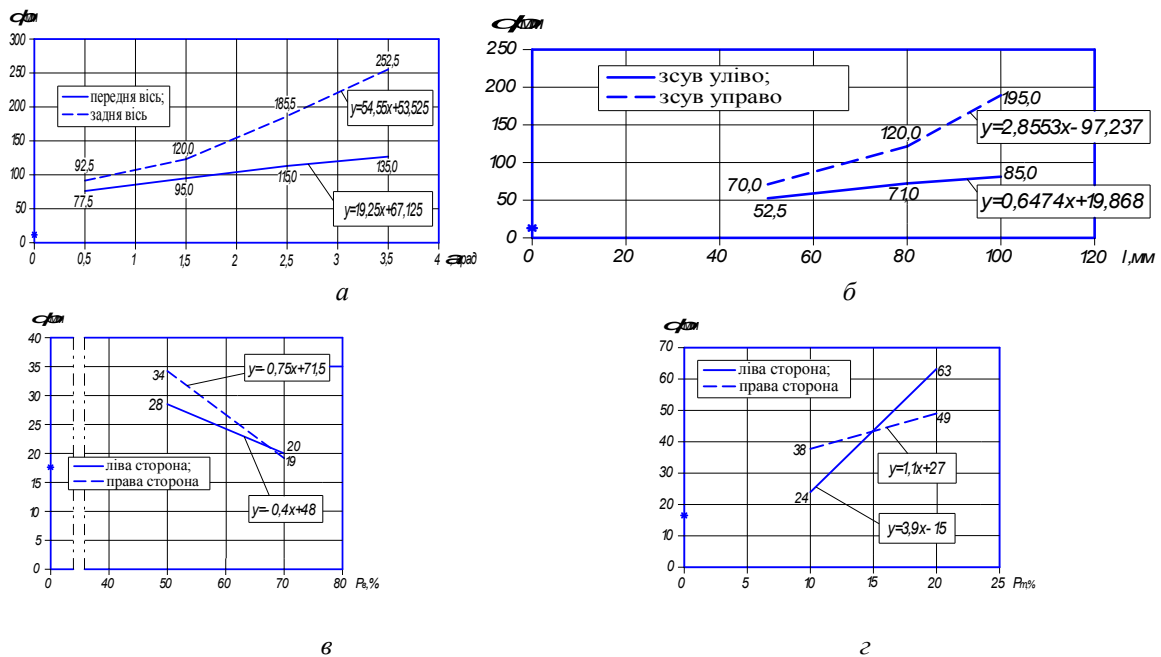 300
250
200
150
100
50
0
передня вісь;
задня вісь
252,5
185,5
120,0
92,5
77,5
95,0
115,0
135,0
y=54,55x+53,525
y=19,25x+67,125
0 0,5 1 1,5 2 2,5 3 3,5 4
а
250
200
150
100
50
0
зсув уліво;
зсув управо
195,0
120,0
70,0
52,5
71,0
85,0
y=2,8553x- 97,237
y=0,6474x+19,868
0 20 40 60 80 100 120 l,мм
б
40
35
30
25
20
15
10
5
0
34
28
20
19
y=- 0,75x+71,5
y=- 0,4x+48
ліва сторона;
права сторона
40 50 60 70 80
в
70
60
50
40
30
20
10
0
ліва сторона;
права сторона
63
49
38
24
y=1,1x+27
y=3,9x- 15
0 5 10 15 20 25
г